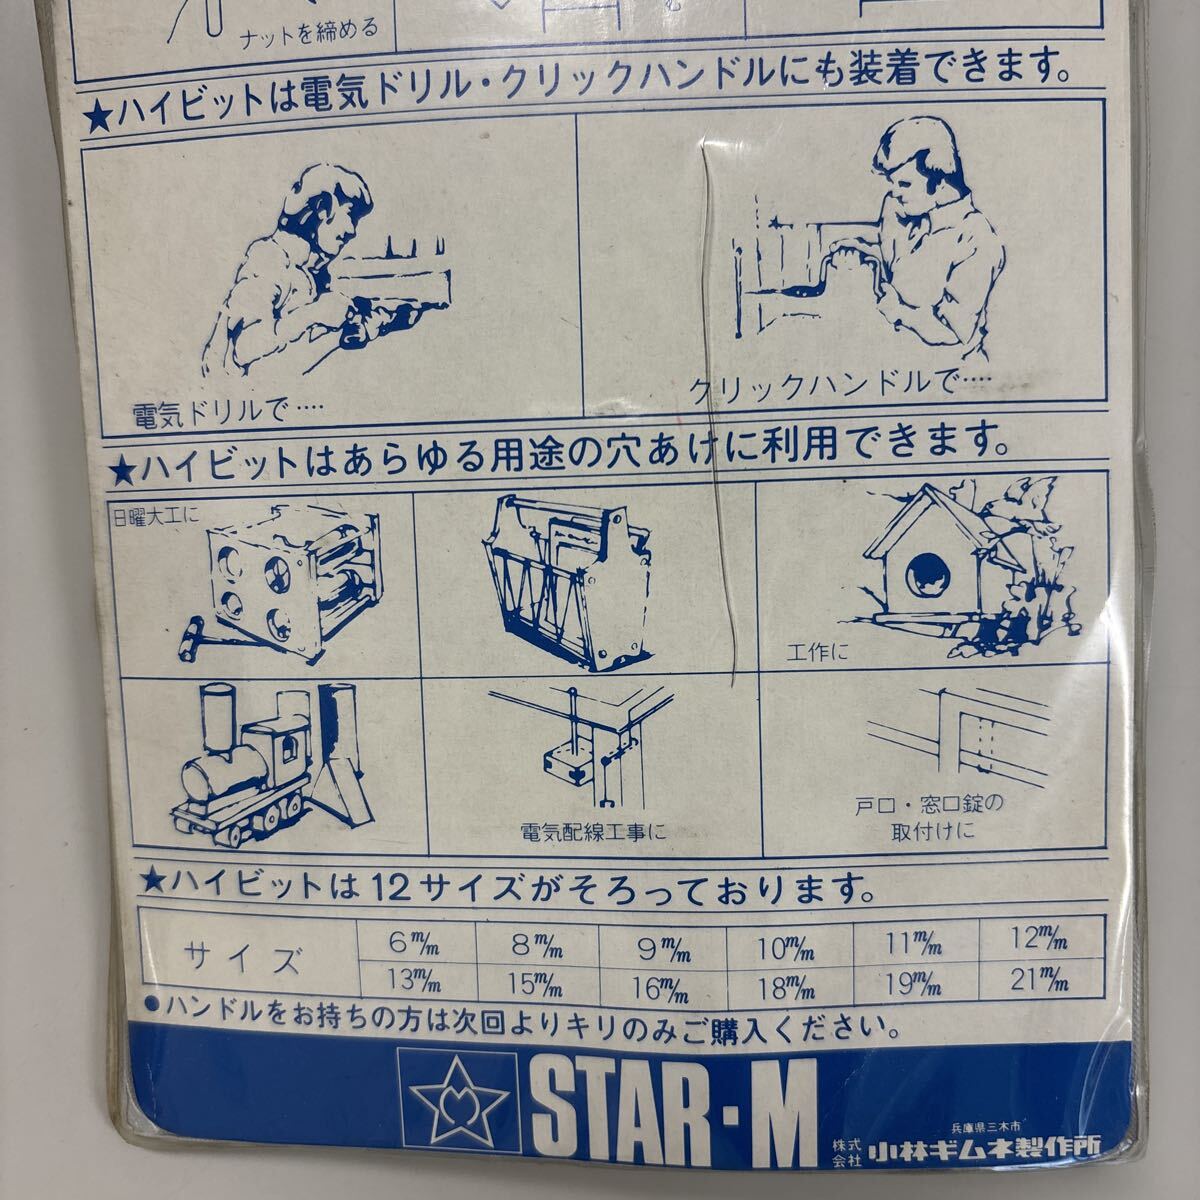 ナットを締める
★ハイビットは電気ドリル・クリックハンドルにも装着できます。
電気ドリルで‥‥
クリックハンドルで‥‥
★ハイビットはあらゆる用途の穴あけに利用できます。
日曜大工に
工作に
電気配線工事に
戸口・窓口錠の
取付けに
★ハイビットは12サイズがそろっております。
サイズ
6m/m 8m/m 9m/m 10m/m 11m/m 12m/m
13m/m 15m/m 16m/m 18m/m 19m/m 21m/m
●ハンドルをお持ちの方は次回よりキリのみご購入ください。
STAR·M
兵庫県三木市
株式会社 小林ギムネ製作所